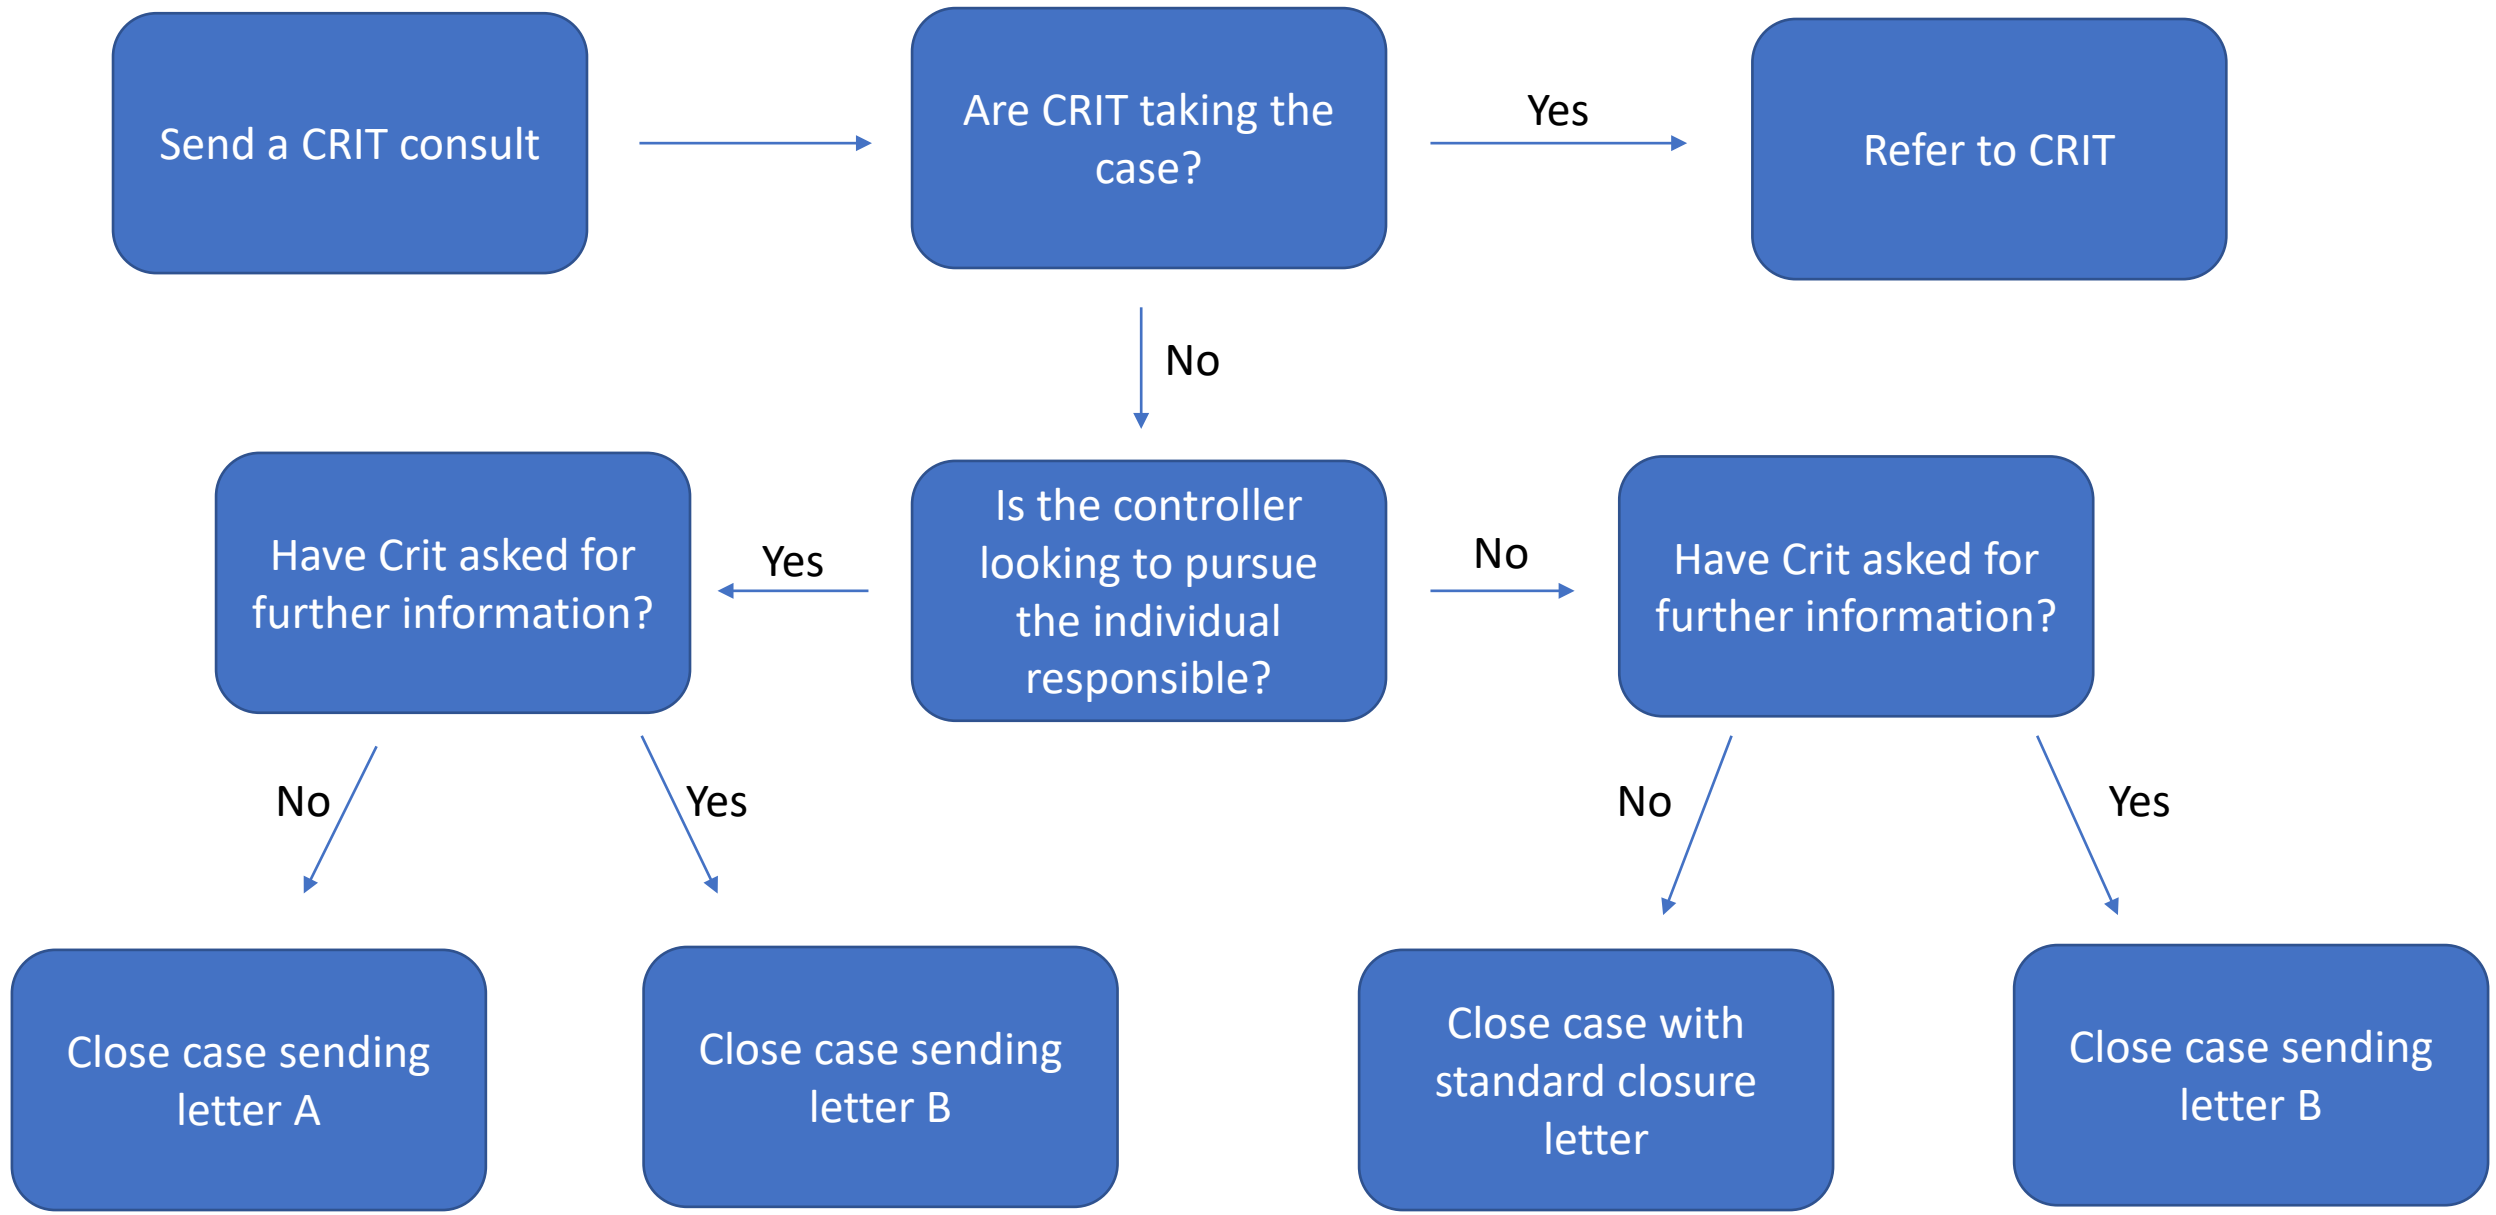 Send a CRIT consult
Are CRIT taking the
case?
Yes
Refer to CRIT
No
Have Crit asked for
further information?
Yes
Is the controller
looking to pursue
the individual
responsible?
No
Have Crit asked for
further information?
No
Yes
No
Yes
Close case sending
letter A
Close case sending
letter B
Close case with
standard closure
letter
Close case sending
letter B